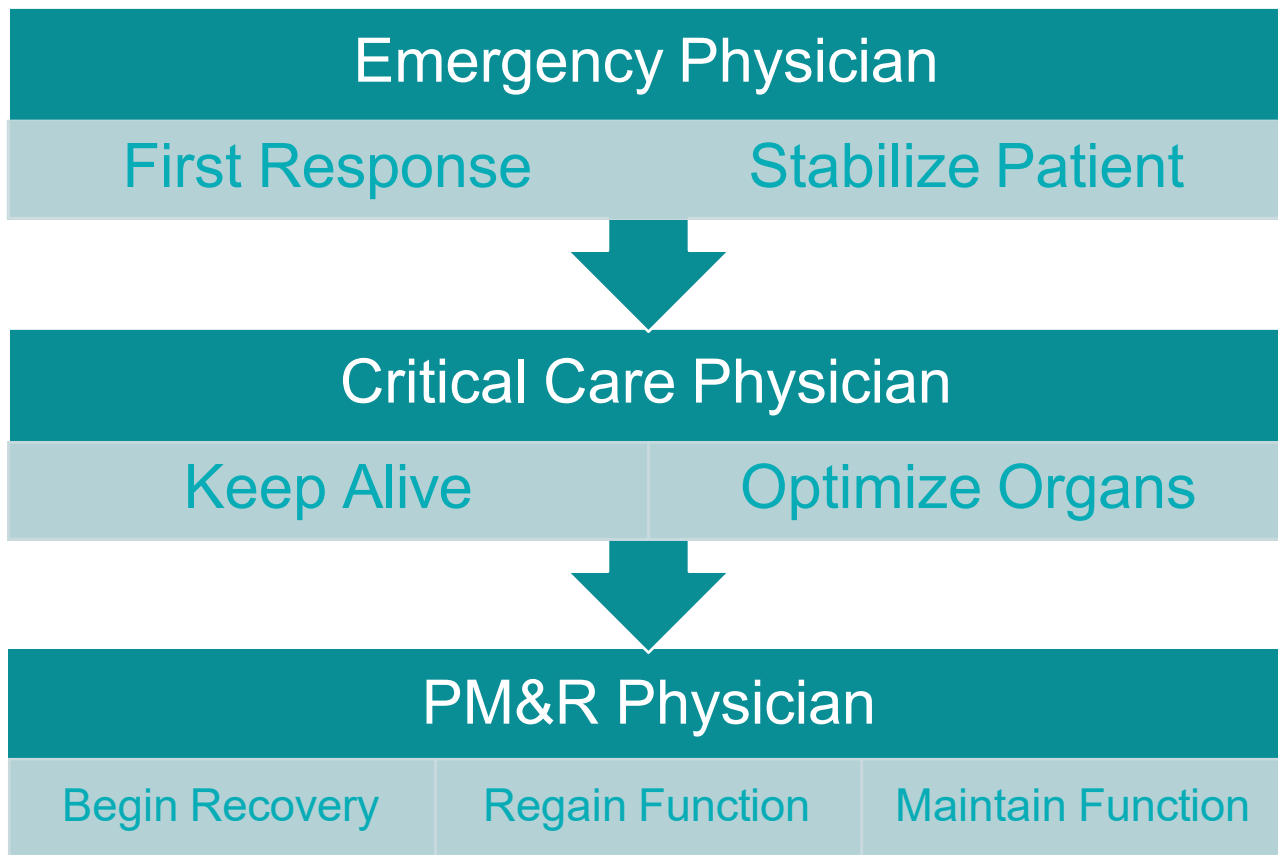 Emergency Physician
First Response Stabilize Patient
Critical Care Physician
Keep Alive Optimize Organs
PM&R Physician
Begin Recovery Regain Function Maintain Function